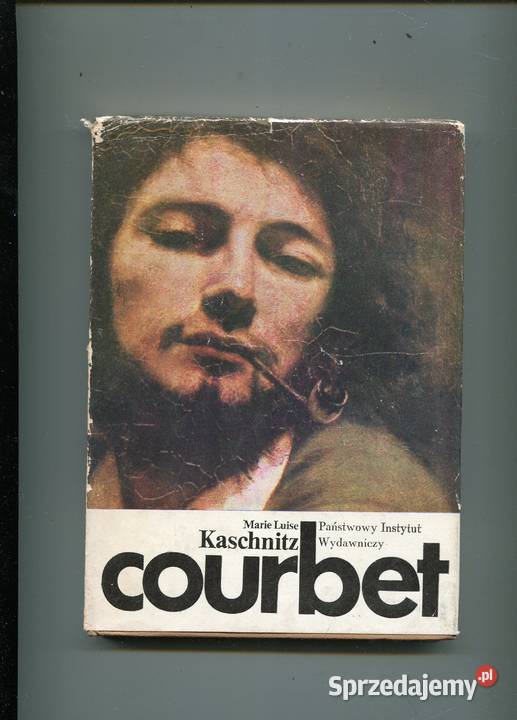 Marie Luise
Kaschnitz
Państwowy Instytut
Wydawniczy
courbet
Sprzedajemy.pl